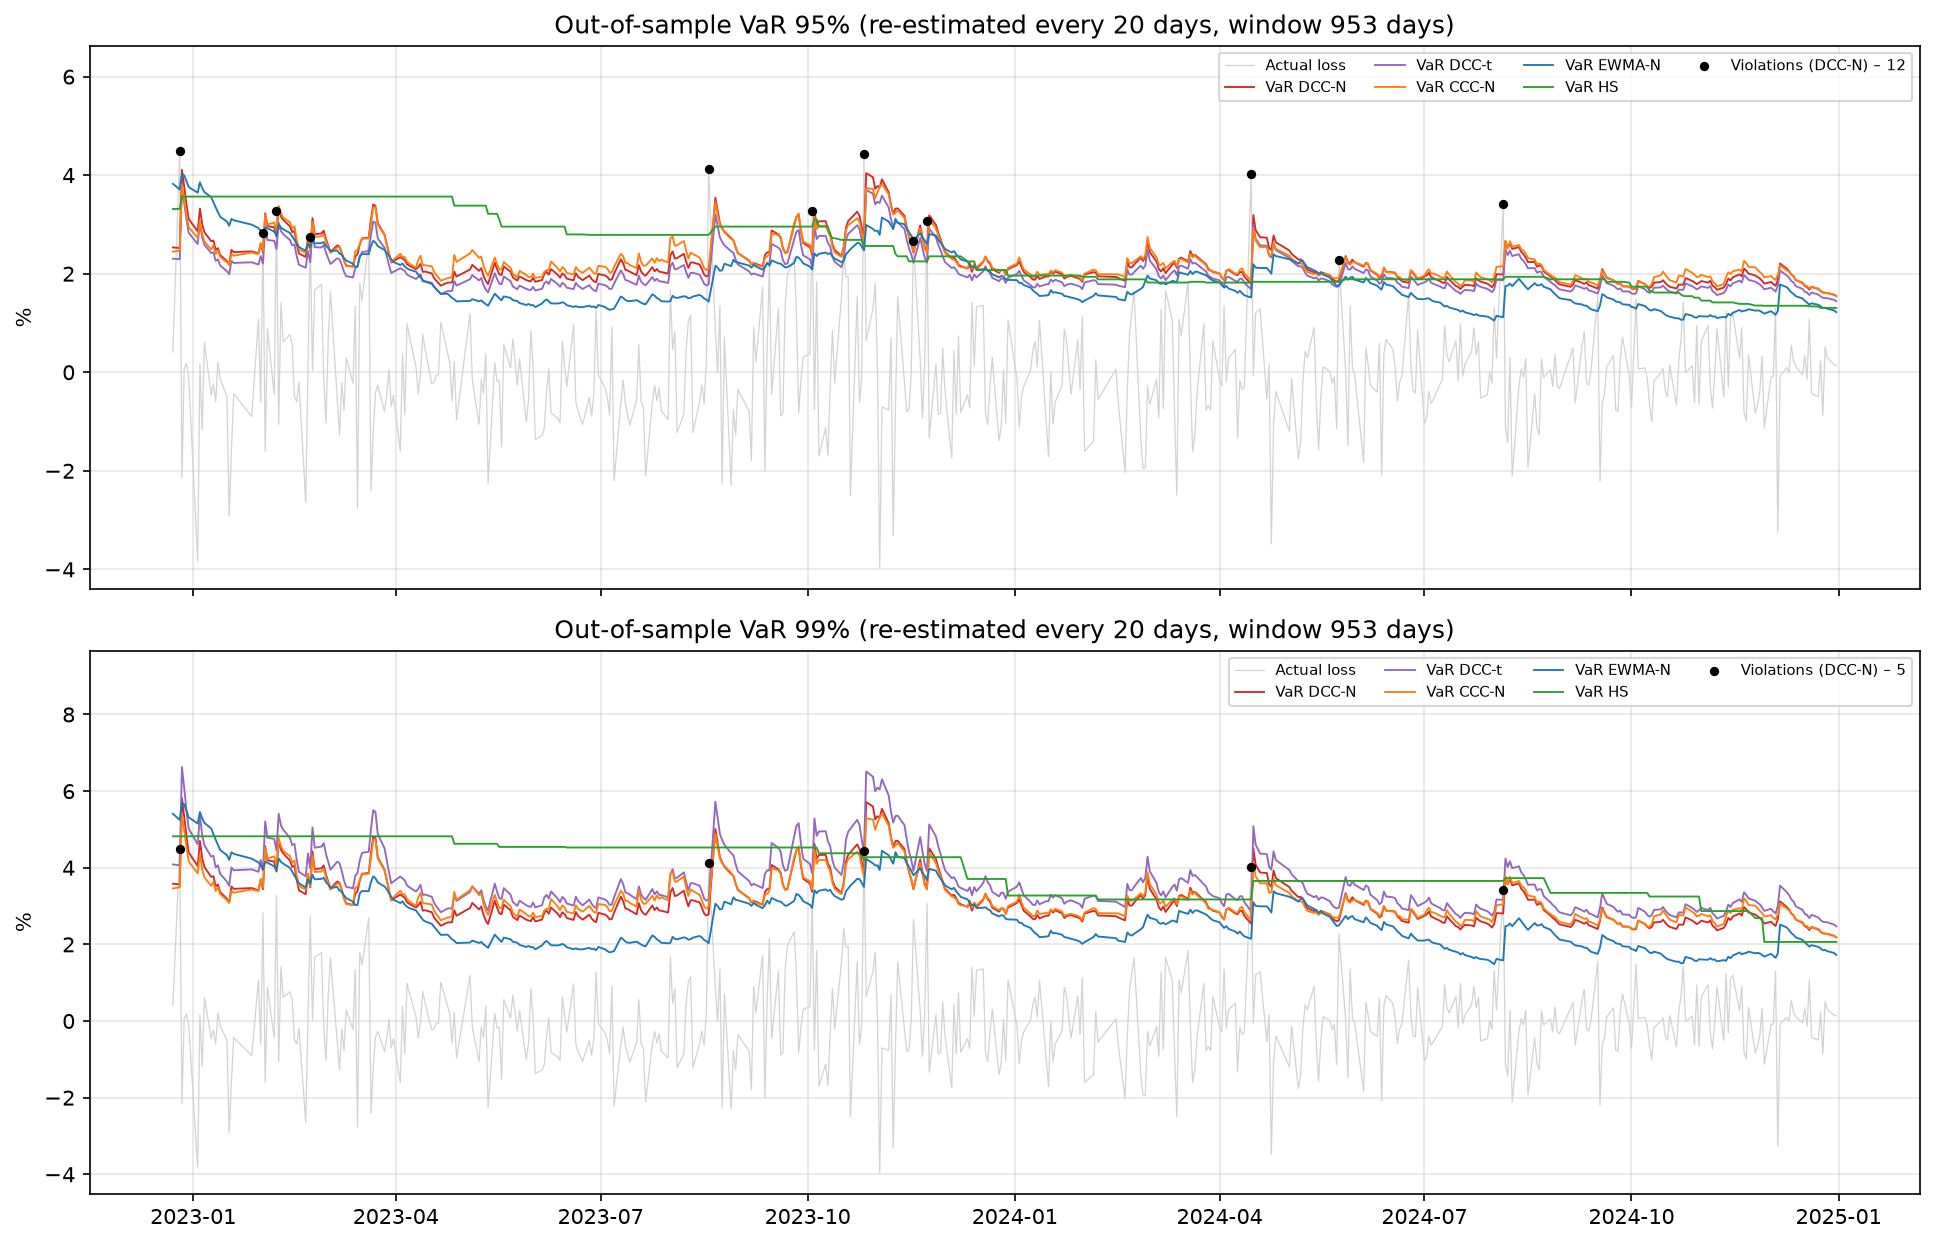 Out-of-sample VaR 95% (re-estimated every 20 days, window 953 days)
Actual loss
VaR DCC-N
VaR DCC-t
VaR CCC-N
VaR EWMA-N
VaR HS
Violations (DCC-N) – 12
6
4
2
0
−2
−4
%
Out-of-sample VaR 99% (re-estimated every 20 days, window 953 days)
Actual loss
VaR DCC-N
VaR DCC-t
VaR CCC-N
VaR EWMA-N
VaR HS
Violations (DCC-N) – 5
8
6
4
2
0
−2
−4
%
2023-01 2023-04 2023-07 2023-10 2024-01 2024-04 2024-07 2024-10 2025-01